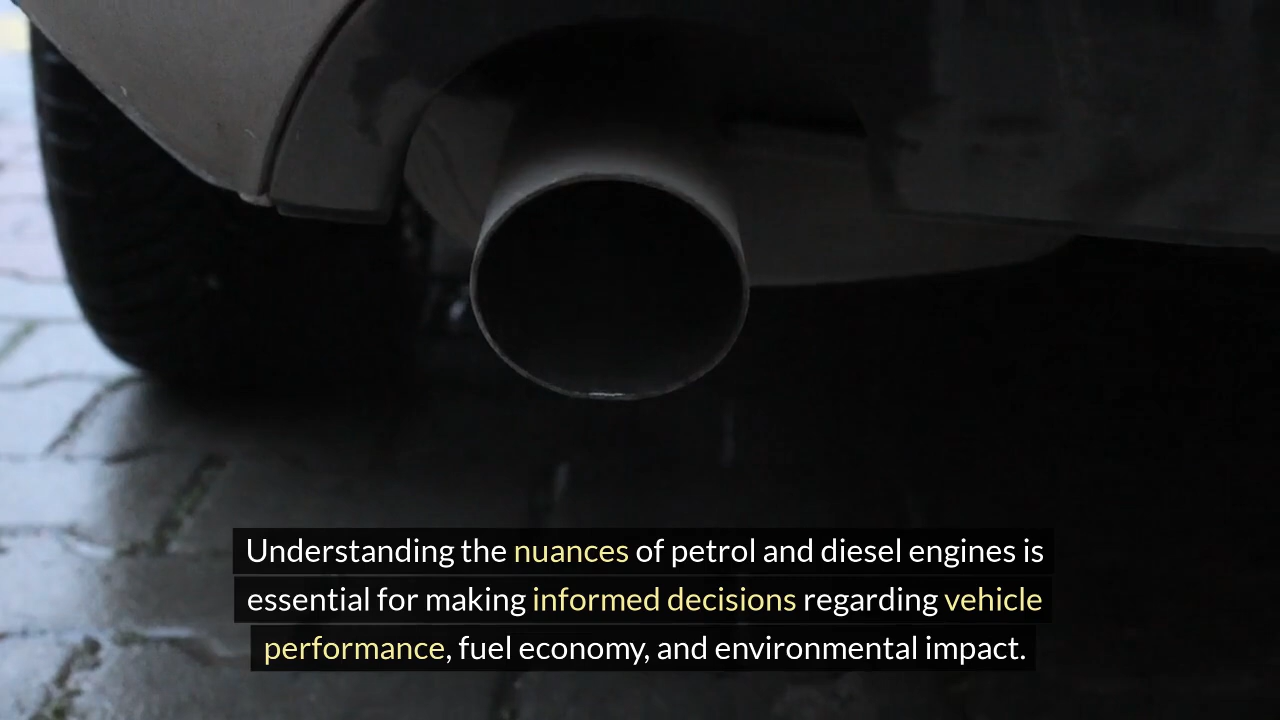 Understanding the nuances of petrol and diesel engines is
essential for making informed decisions regarding vehicle
performance, fuel economy, and environmental impact.